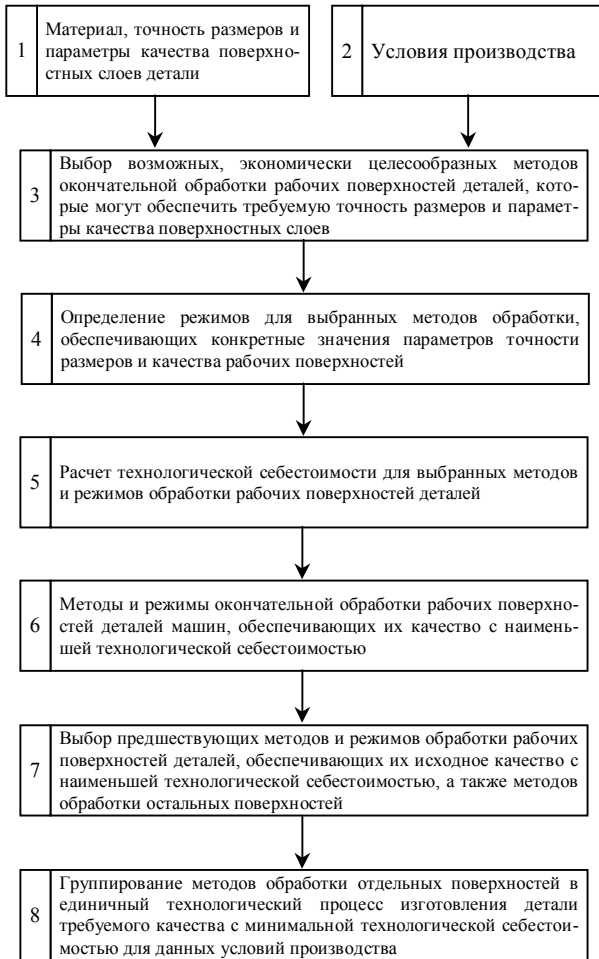 1
Материал, точность размеров и
параметры качества поверхно-
стных слоев детали
2
Условия производства
3
Выбор возможных, экономически целесообразных методов
окончательной обработки рабочих поверхностей деталей, кото-
рые могут обеспечить требуемую точность размеров и парамет-
ры качества поверхностных слоев
4
Определение режимов для выбранных методов обработки,
обеспечивающих конкретные значения параметров точности
размеров и качества рабочих поверхностей
5
Расчет технологической себестоимости для выбранных методов
и режимов обработки рабочих поверхностей деталей
6
Методы и режимы окончательной обработки рабочих поверхно-
стей деталей машин, обеспечивающих их качество с наимень-
шей технологической себестоимостью
7
Выбор предшествующих методов и режимов обработки рабочих
поверхностей деталей, обеспечивающих их исходное качество с
наименьшей технологической себестоимостью, а также методов
обработки остальных поверхностей
8
Группирование методов обработки отдельных поверхностей в
единичный технологический процесс изготовления детали
требуемого качества с минимальной технологической себестои-
мостью для данных условий производства